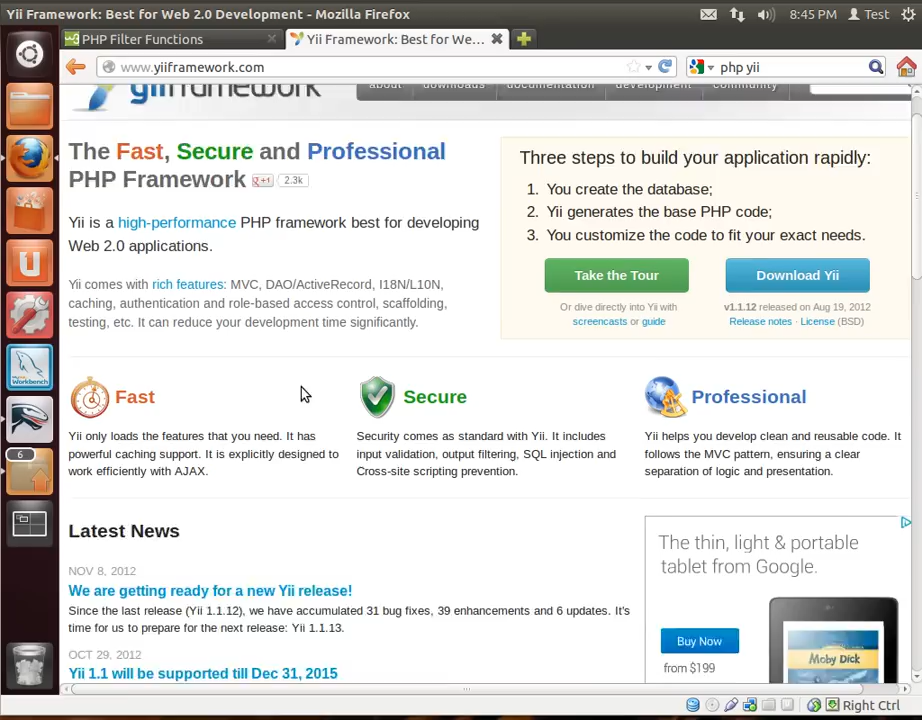 Yii Framework: Best for Web 2.0 Development - Mozilla Firefox
8:45 PM Test
PHP Filter Functions
Yii Framework: Best for We...
www.yiiframework.com
php yii
yiiframework
about downloads documentation development community
The Fast, Secure and Professional
PHP Framework +1 2.3k
Yii is a high-performance PHP framework best for developing
Web 2.0 applications.
Yii comes with rich features: MVC, DAO/ActiveRecord, I18N/L10N,
caching, authentication and role-based access control, scaffolding,
testing, etc. It can reduce your development time significantly.
Three steps to build your application rapidly:
1. You create the database;
2. Yii generates the base PHP code;
3. You customize the code to fit your exact needs.
Take the Tour
Download Yii
Or dive directly into Yii with
screencasts or guide
v1.1.12 released on Aug 19, 2012
Release notes · License (BSD)
Fast
Yii only loads the features that you need. It has
powerful caching support. It is explicitly designed to
work efficiently with AJAX.
Secure
Security comes as standard with Yii. It includes
input validation, output filtering, SQL injection and
Cross-site scripting prevention.
Professional
Yii helps you develop clean and reusable code. It
follows the MVC pattern, ensuring a clear
separation of logic and presentation.
Latest News
NOV 8, 2012
We are getting ready for a new Yii release!
Since the last release (Yii 1.1.12), we have accumulated 31 bug fixes, 39 enhancements and 6 updates. It's
time for us to prepare for the next release: Yii 1.1.13.
OCT 29, 2012
Yii 1.1 will be supported till Dec 31, 2015
The thin, light & portable
tablet from Google.
Buy Now
from $199
Moby Dick
Workbench
6
Right Ctrl